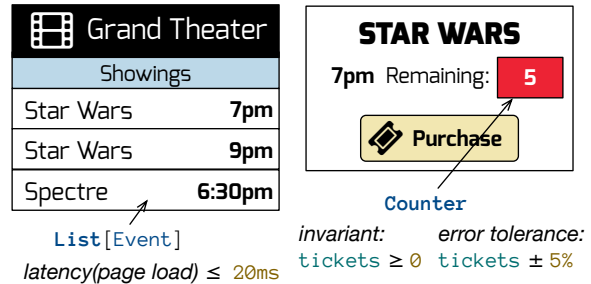 Grand Theater
Showings
Star Wars 7pm
Star Wars 9pm
Spectre 6:30pm
List[Event]
latency(page load) ≤ 20ms
STAR WARS
7pm Remaining: 5
Purchase
Counter
invariant: error tolerance:
tickets ≥ 0 tickets ± 5%